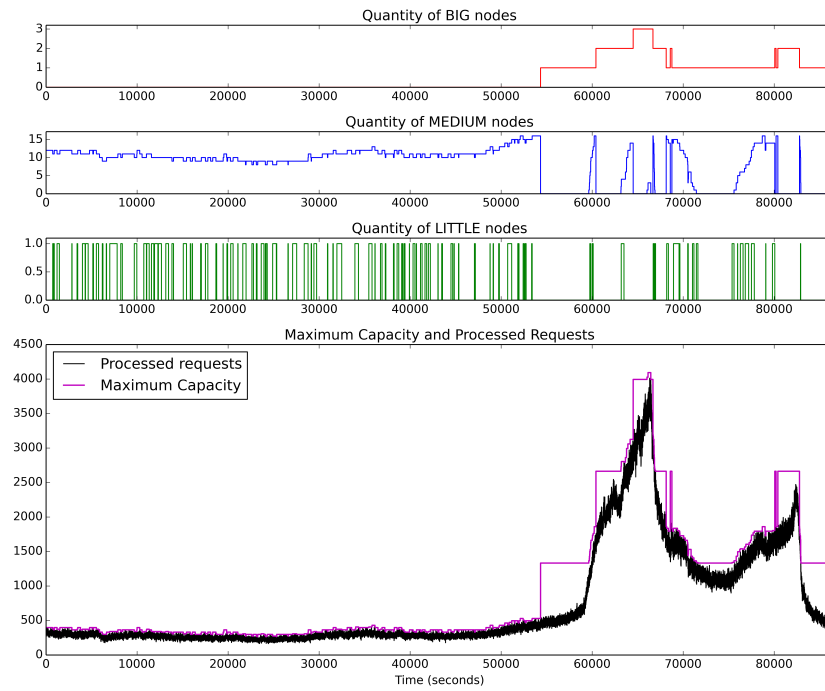 Quantity of BIG nodes
3
2
1
0
0 10000 20000 30000 40000 50000 60000 70000 80000
Quantity of MEDIUM nodes
15
10
5
0
0 10000 20000 30000 40000 50000 60000 70000 80000
Quantity of LITTLE nodes
1.0
0.5
0.0
0 10000 20000 30000 40000 50000 60000 70000 80000
Maximum Capacity and Processed Requests
4500
Processed requests
4000
Maximum Capacity
3500
3000
2500
2000
1500
1000
500
0
0 10000 20000 30000 40000 50000 60000 70000 80000
Time (seconds)